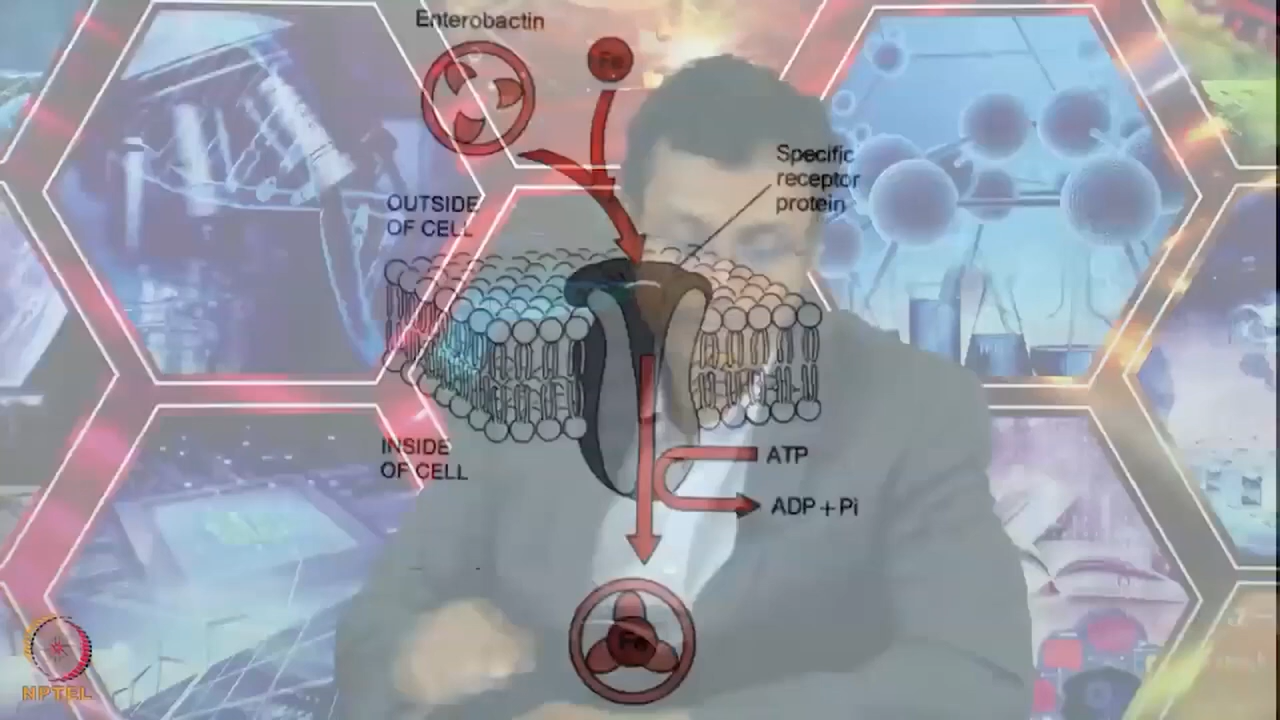 Enterobactin
Fe
Specific
receptor
protein
OUTSIDE
OF CELL
INSIDE
OF CELL
ATP
ADP + Pi
Fe
NPTEL